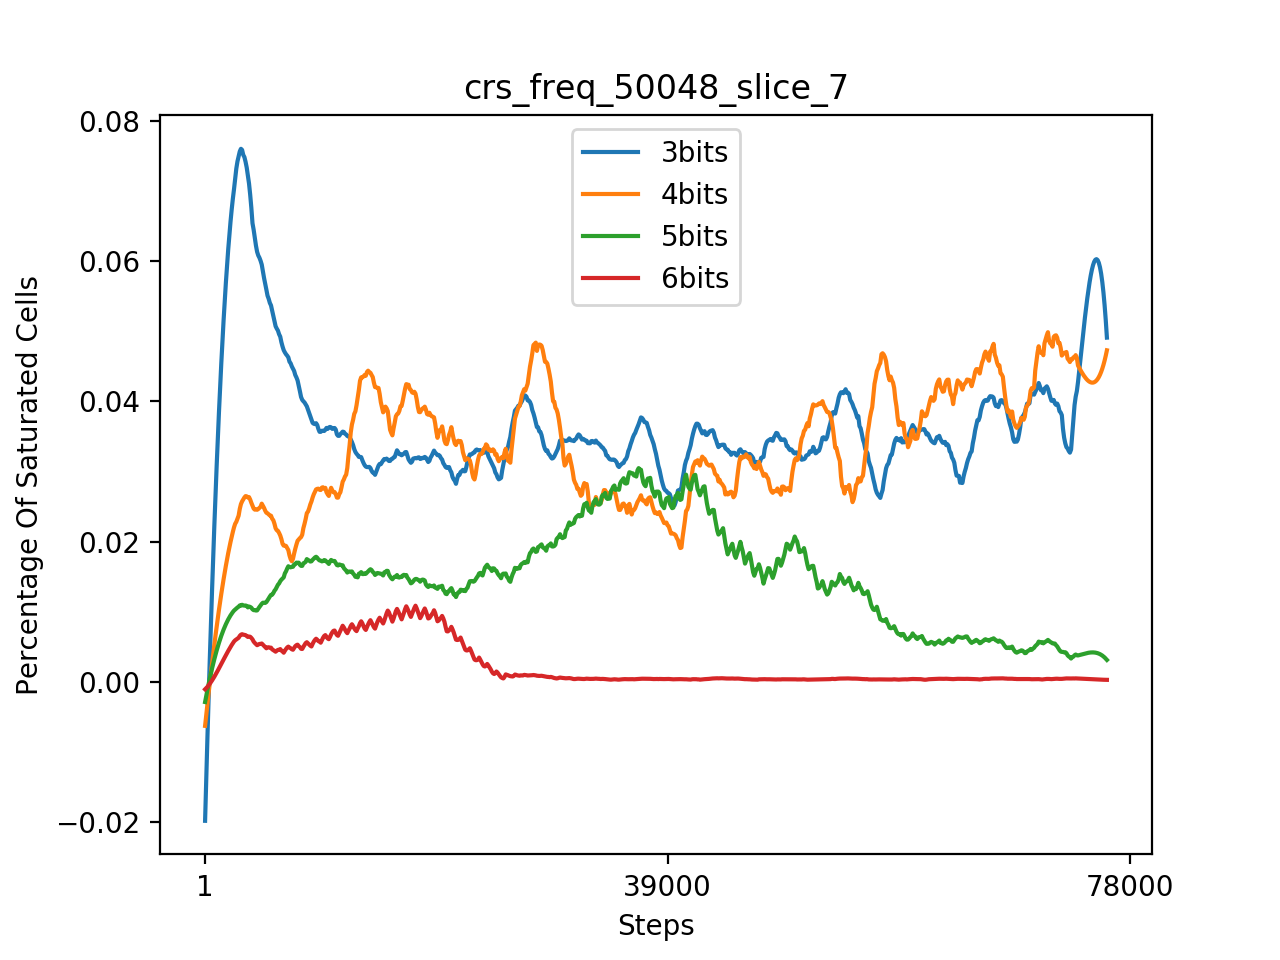 crs_freq_50048_slice_7
0.08
0.06
0.04
0.02
0.00
−0.02
Percentage Of Saturated Cells
3bits
4bits
5bits
6bits
1
39000
78000
Steps